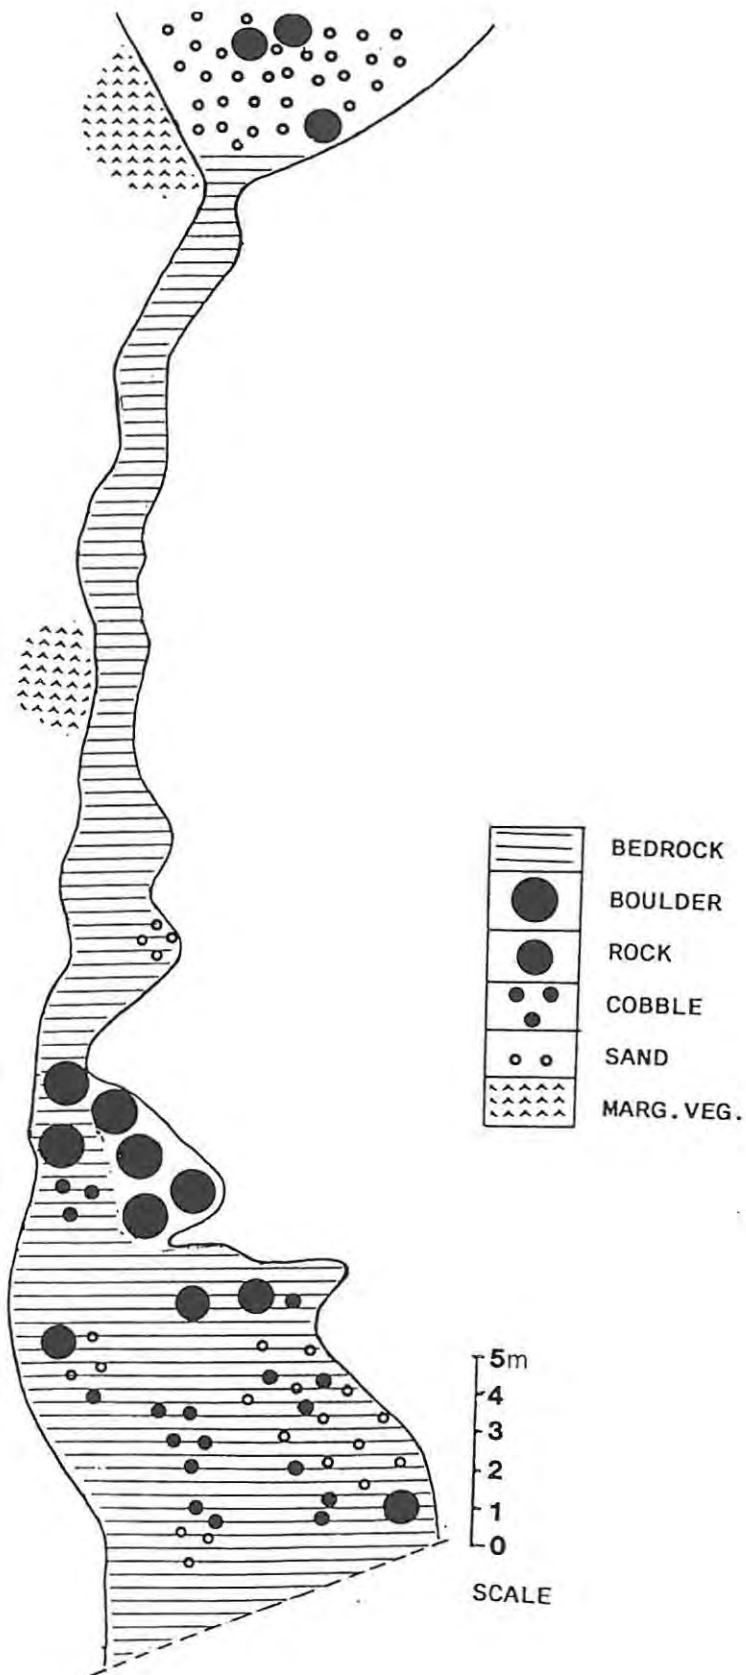 BEDROCK
BOULDER
ROCK
COBBLE
SAND
MARG.VEG.
5m
4
3
2
1
0
SCALE